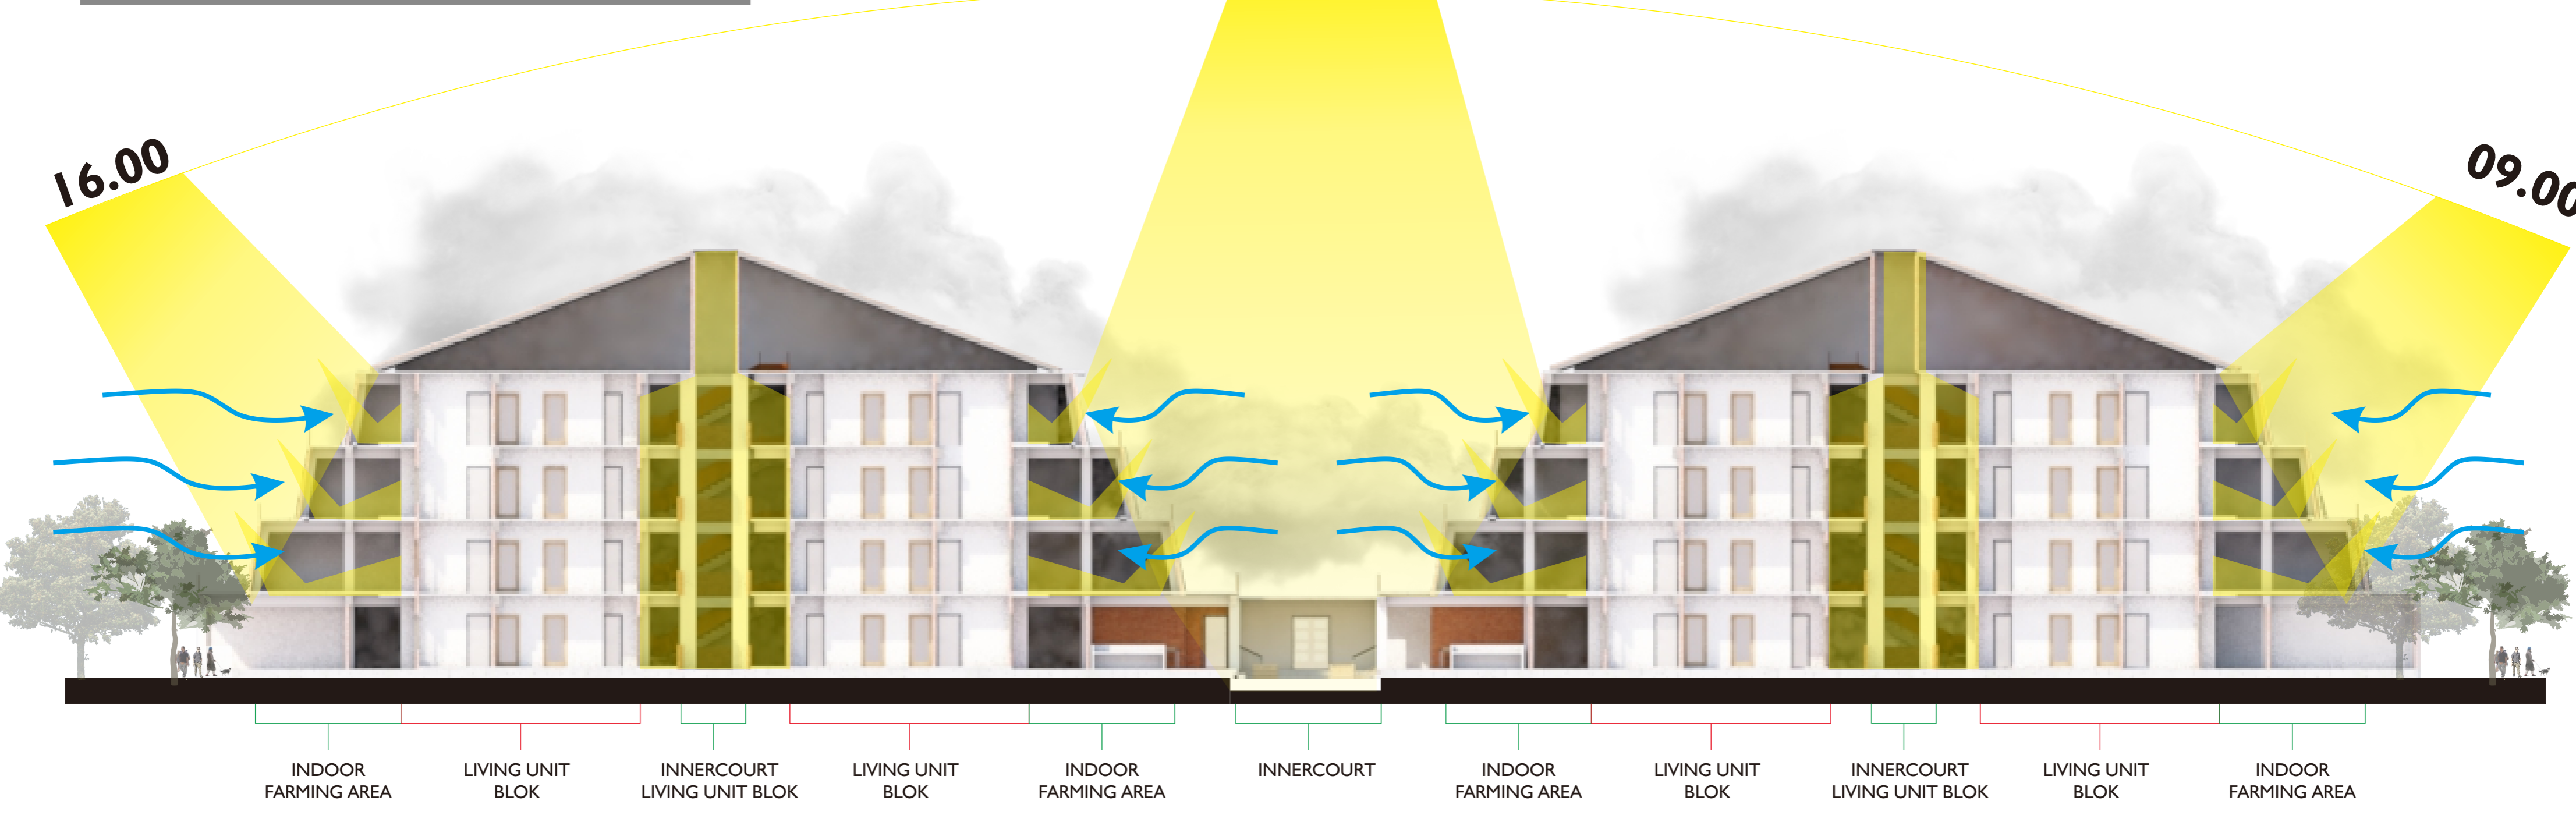 16.00
09.00
INDOOR
FARMING AREA
LIVING UNIT
BLOK
INNERCOURT
LIVING UNIT BLOK
LIVING UNIT
BLOK
INDOOR
FARMING AREA
INNERCOURT
INDOOR
FARMING AREA
LIVING UNIT
BLOK
INNERCOURT
LIVING UNIT BLOK
LIVING UNIT
BLOK
INDOOR
FARMING AREA